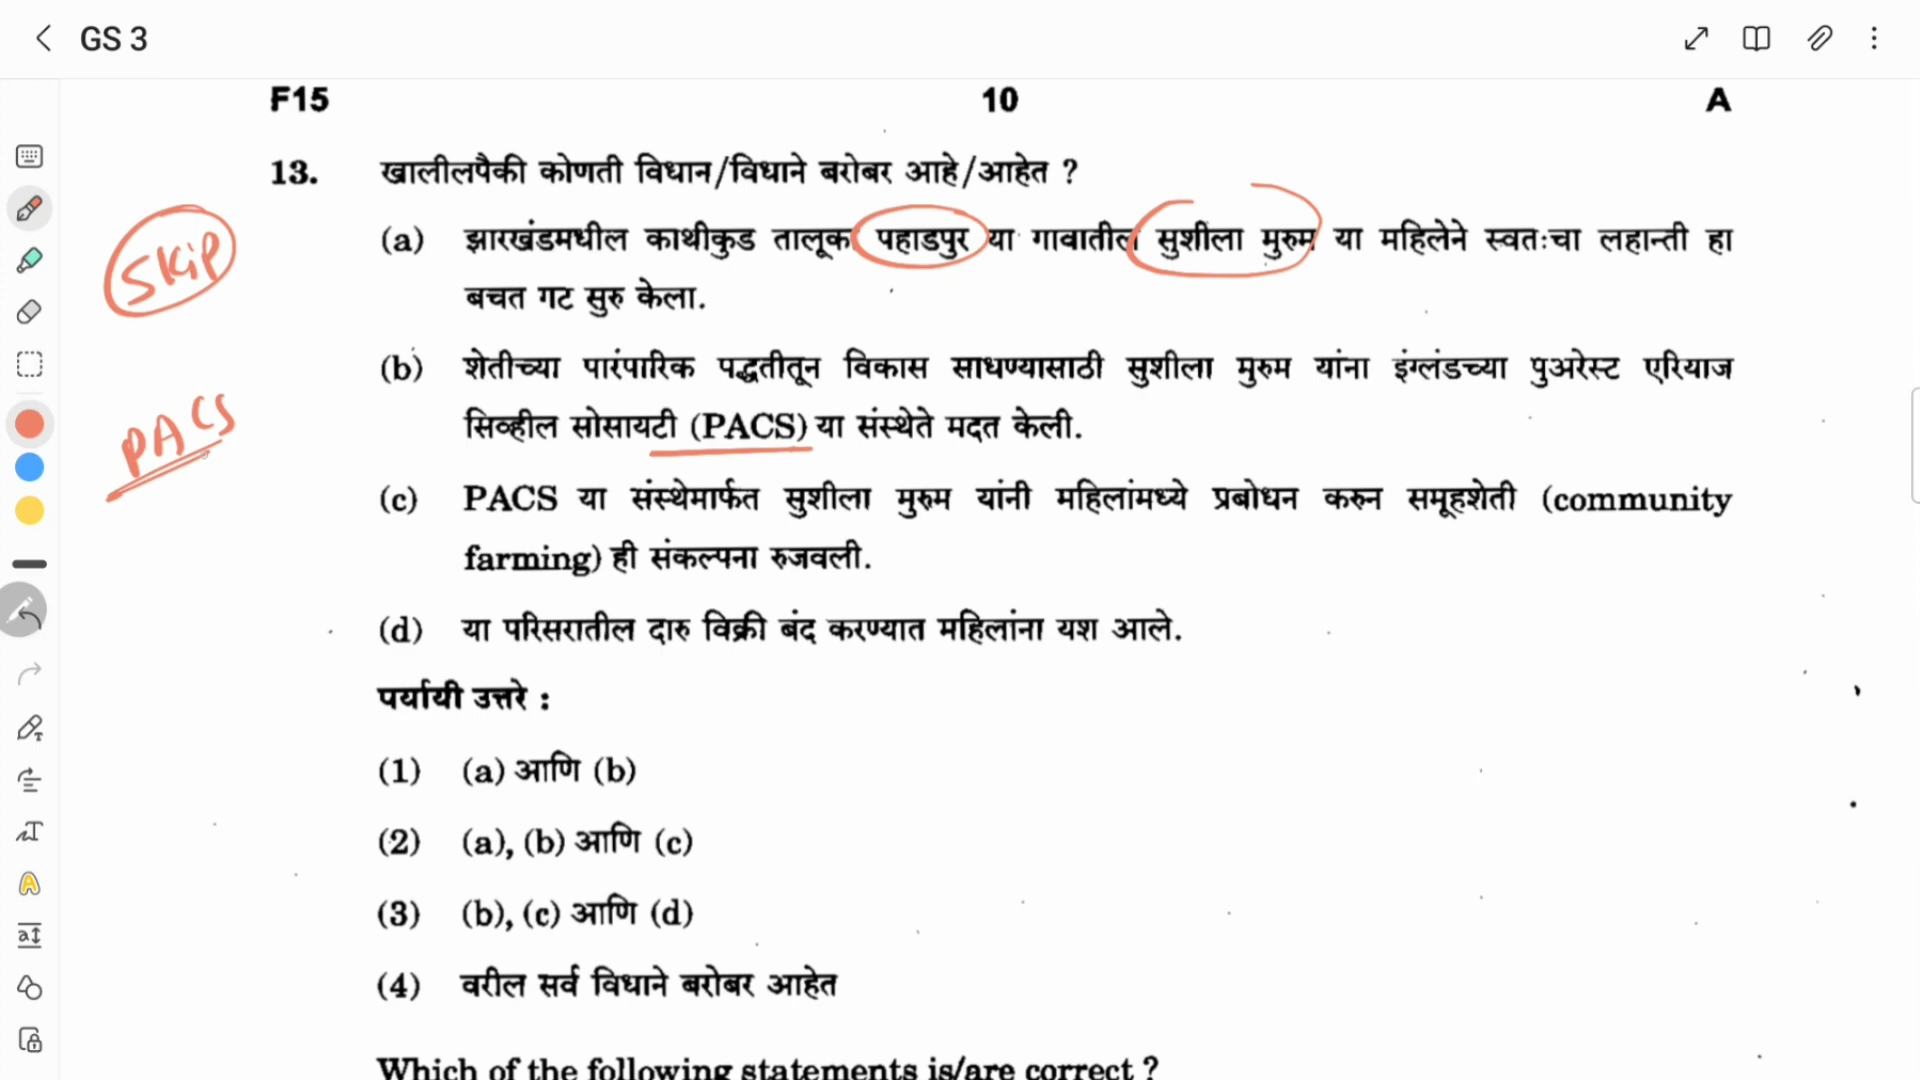 GS 3
F15 10 A
13. खालीलपैकी कोणती विधान/विधाने बरोबर आहे/आहेत ?
(a) झारखंडमधील काथीकुड तालूका पहाडपुर या गावातील सुशीला मुरुम या महिलेने स्वतःचा लहान्ती हा
बचत गट सुरु केला.
SKiP
(b) शेतीच्या पारंपारिक पद्धतीतून विकास साधण्यासाठी सुशीला मुरुम यांना इंग्लंडच्या पुअरेस्ट एरियाज
सिव्हील सोसायटी (PACS) या संस्थेते मदत केली.
PACS
(c) PACS या संस्थेमार्फत सुशीला मुरुम यांनी महिलांमध्ये प्रबोधन करुन समूहशेती (community
farming) ही संकल्पना रुजवली.
(d) या परिसरातील दारु विक्री बंद करण्यात महिलांना यश आले.
पर्यायी उत्तरे :
(1) (a) आणि (b)
(2) (a), (b) आणि (c)
(3) (b), (c) आणि (d)
(4) वरील सर्व विधाने बरोबर आहेत
Which of the following statements is/are correct ?